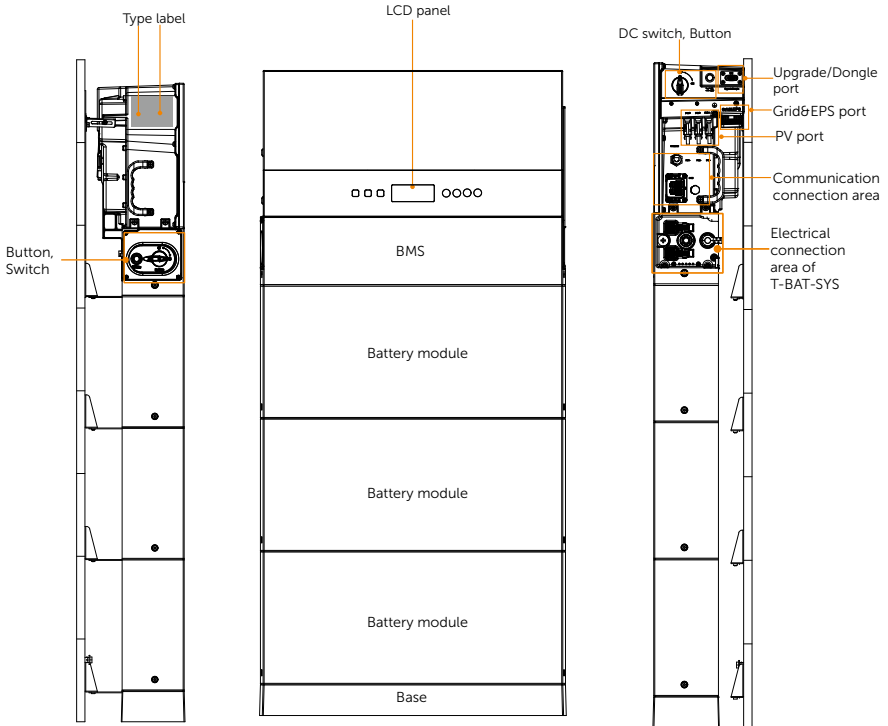 Type label
LCD panel
DC switch, Button
Upgrade/Dongle
port
Grid&EPS port
PV port
Communication
connection area
Electrical
connection
area of
T-BAT-SYS
Button,
Switch
BMS
Battery module
Battery module
Battery module
Base